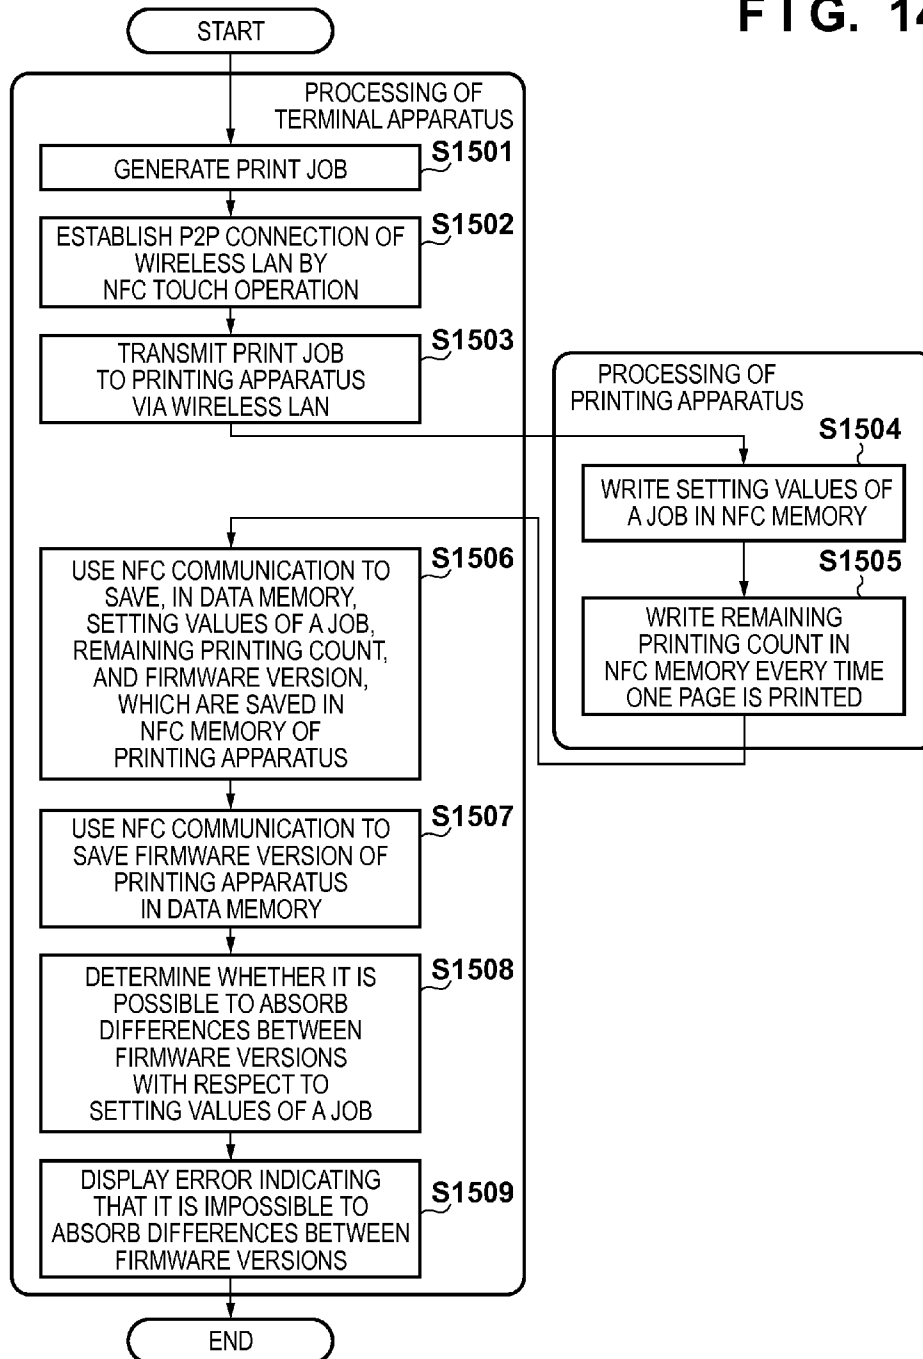 FIG. 14
START
PROCESSING OF
TERMINAL APPARATUS
S1501
GENERATE PRINT JOB
S1502
ESTABLISH P2P CONNECTION OF
WIRELESS LAN BY
NFC TOUCH OPERATION
S1503
TRANSMIT PRINT JOB
TO PRINTING APPARATUS
VIA WIRELESS LAN
PROCESSING OF
PRINTING APPARATUS
S1504
WRITE SETTING VALUES OF
A JOB IN NFC MEMORY
S1505
WRITE REMAINING
PRINTING COUNT IN
NFC MEMORY EVERY TIME
ONE PAGE IS PRINTED
S1506
USE NFC COMMUNICATION TO
SAVE, IN DATA MEMORY,
SETTING VALUES OF A JOB,
REMAINING PRINTING COUNT,
AND FIRMWARE VERSION,
WHICH ARE SAVED IN
NFC MEMORY OF
PRINTING APPARATUS
S1507
USE NFC COMMUNICATION TO
SAVE FIRMWARE VERSION OF
PRINTING APPARATUS
IN DATA MEMORY
S1508
DETERMINE WHETHER IT IS
POSSIBLE TO ABSORB
DIFFERENCES BETWEEN
FIRMWARE VERSIONS
WITH RESPECT TO
SETTING VALUES OF A JOB
S1509
DISPLAY ERROR INDICATING
THAT IT IS IMPOSSIBLE TO
ABSORB DIFFERENCES BETWEEN
FIRMWARE VERSIONS
END